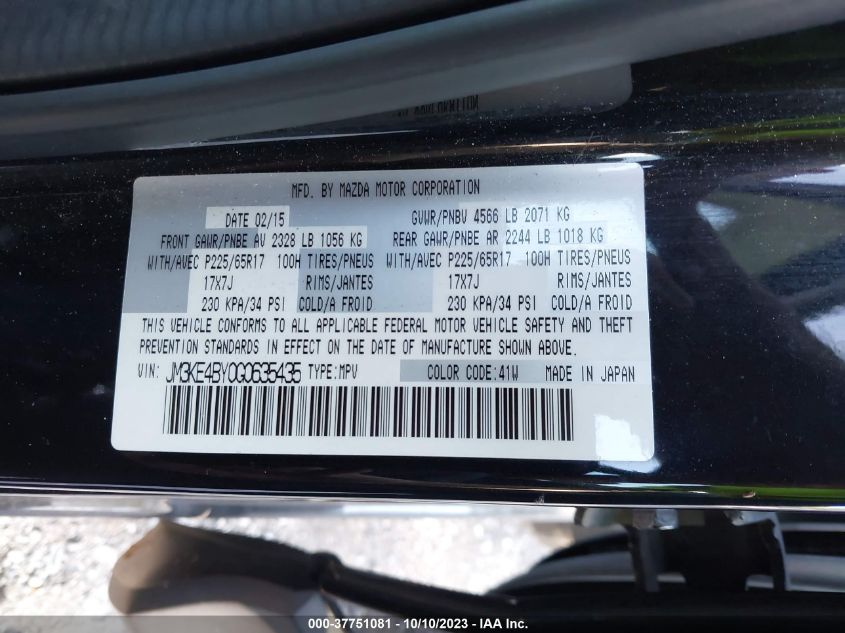 MFD. BY MAZDA MOTOR CORPORATION
DATE 02/15 GVWR/PNBV 4566 LB 2071 KG
FRONT GAWR/PNBE AV 2328 LB 1056 KG REAR GAWR/PNBE AR 2244 LB 1018 KG
WITH/AVEC P225/65R17 100H TIRES/PNEUS WITH/AVEC P225/65R17 100H TIRES/PNEUS
17X7J RIMS/JANTES 17X7J RIMS/JANTES
230 KPA/34 PSI COLD/A FROID 230 KPA/34 PSI COLD/A FROID
THIS VEHICLE CONFORMS TO ALL APPLICABLE FEDERAL MOTOR VEHICLE SAFETY AND THEFT
PREVENTION STANDARDS IN EFFECT ON THE DATE OF MANUFACTURE SHOWN ABOVE.
VIN: JM3KE4BY0G0635435 TYPE:MPV COLOR CODE:41W MADE IN JAPAN
000-37751081 - 10/10/2023 - IAA Inc.